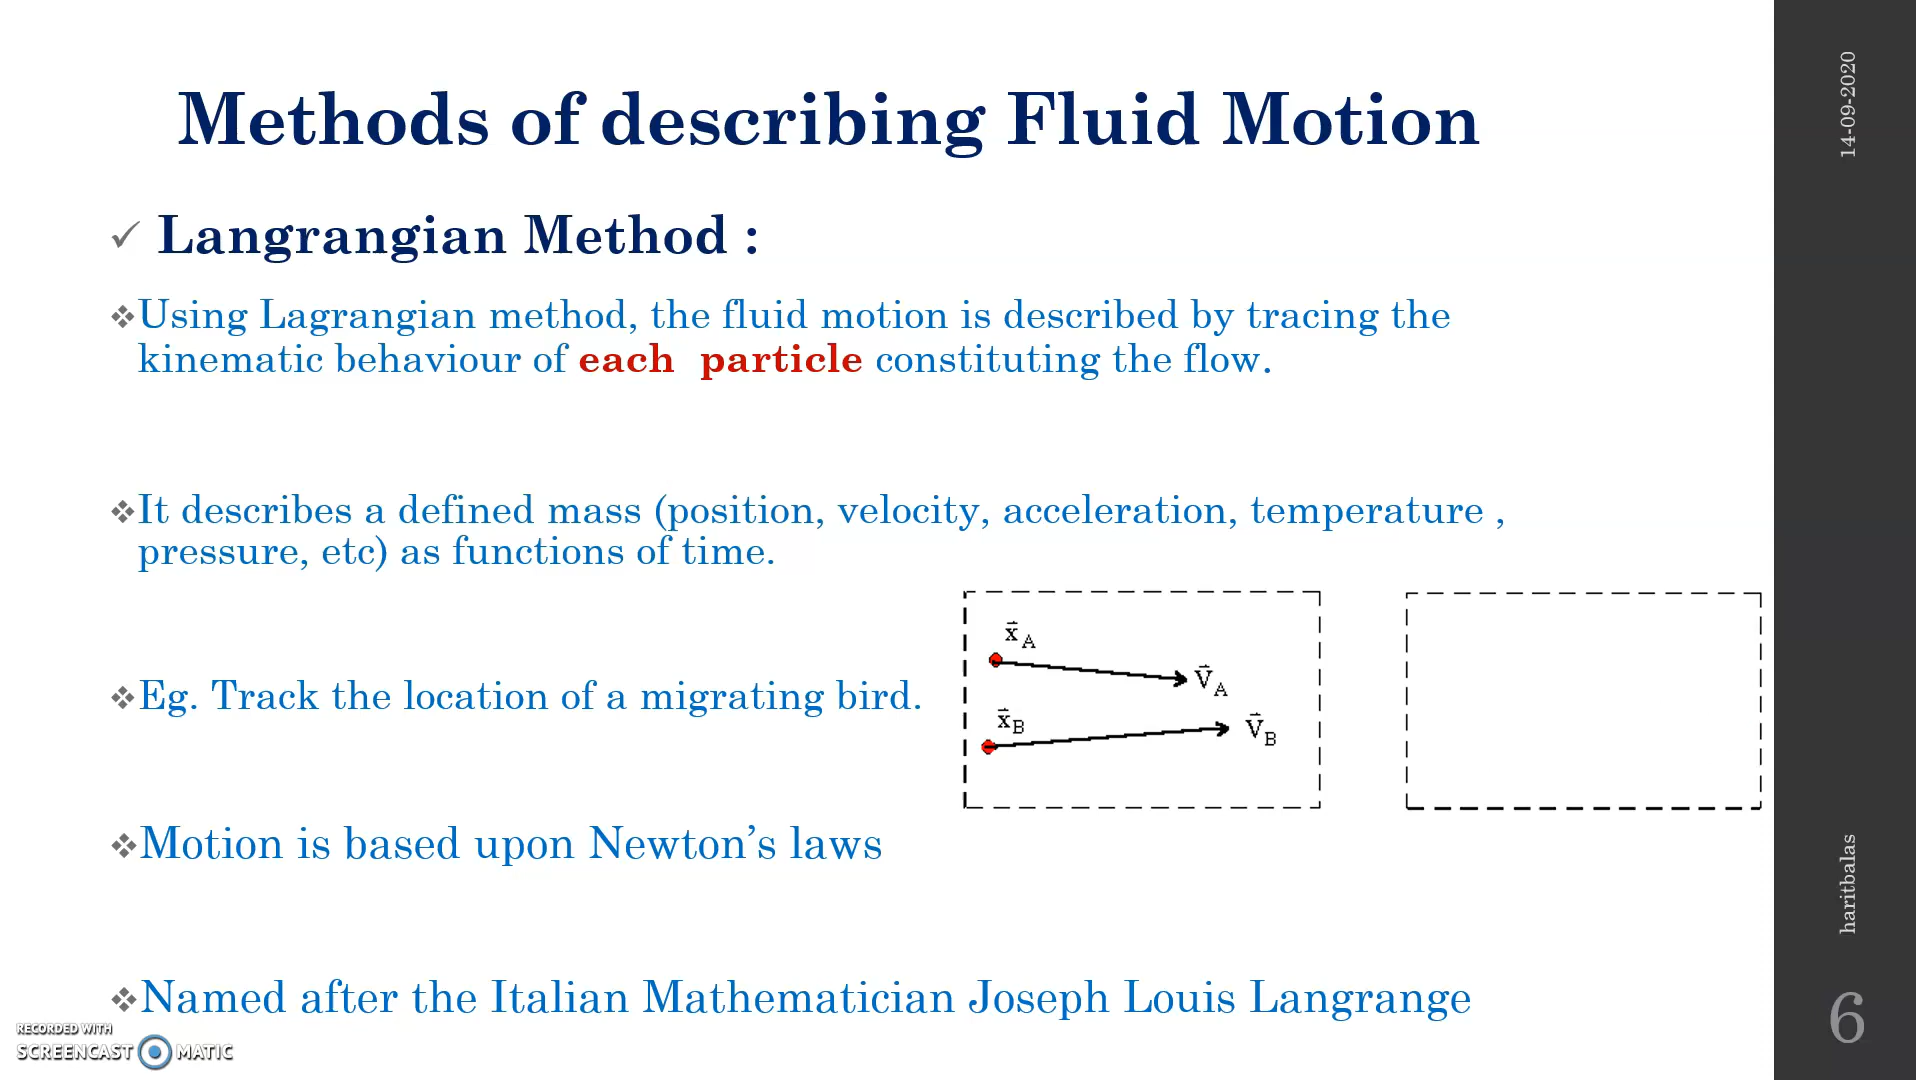 Methods of describing Fluid Motion
Langrangian Method :
Using Lagrangian method, the fluid motion is described by tracing the
kinematic behaviour of each particle constituting the flow.
It describes a defined mass (position, velocity, acceleration, temperature ,
pressure, etc) as functions of time.
x⃗A
V⃗A
Eg. Track the location of a migrating bird.
x⃗B
V⃗B
Motion is based upon Newton’s laws
Named after the Italian Mathematician Joseph Louis Langrange
14-09-2020
haritbalas
6
RECORDED WITH
SCREENCAST MATIC